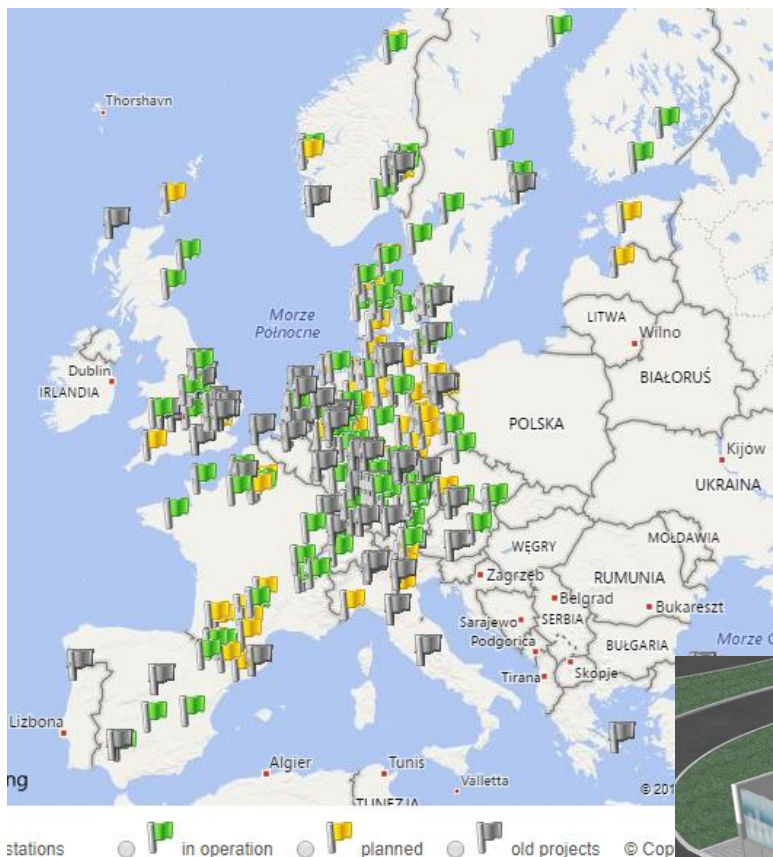 Thorshavn
Morze
Północne
LITWA
Wilno
BIAŁORUŚ
Dublin
IRLANDIA
POLSKA
Kijów
UKRAINA
MOŁDAWIA
WĘGRY
Zagrzeb
RUMUNIA
Belgrad
Bukareszt
Sarajewo
SERBIA
Podgorica
BUŁGARIA
Morze C
Skopje
Tirana
Lizbona
ng
Algier
Tunis
Valletta
© 201
TUNEZJA
stations
in operation
planned
old projects
© Cop